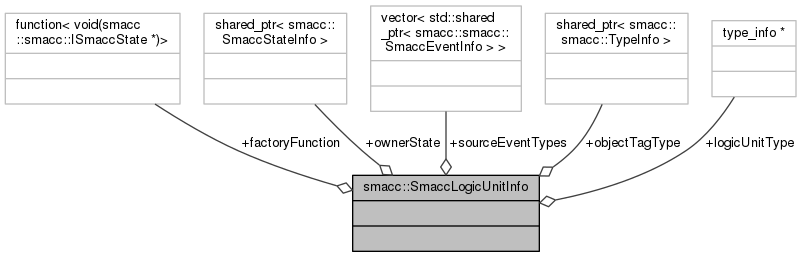 function< void(smacc
::smacc::ISmaccState *)>
shared_ptr< smacc::
SmaccStateInfo >
vector< std::shared
_ptr< smacc::smacc::
SmaccEventInfo > >
shared_ptr< smacc::
smacc::TypeInfo >
type_info *
+factoryFunction
+ownerState
+sourceEventTypes
+objectTagType
+logicUnitType
smacc::SmaccLogicUnitInfo